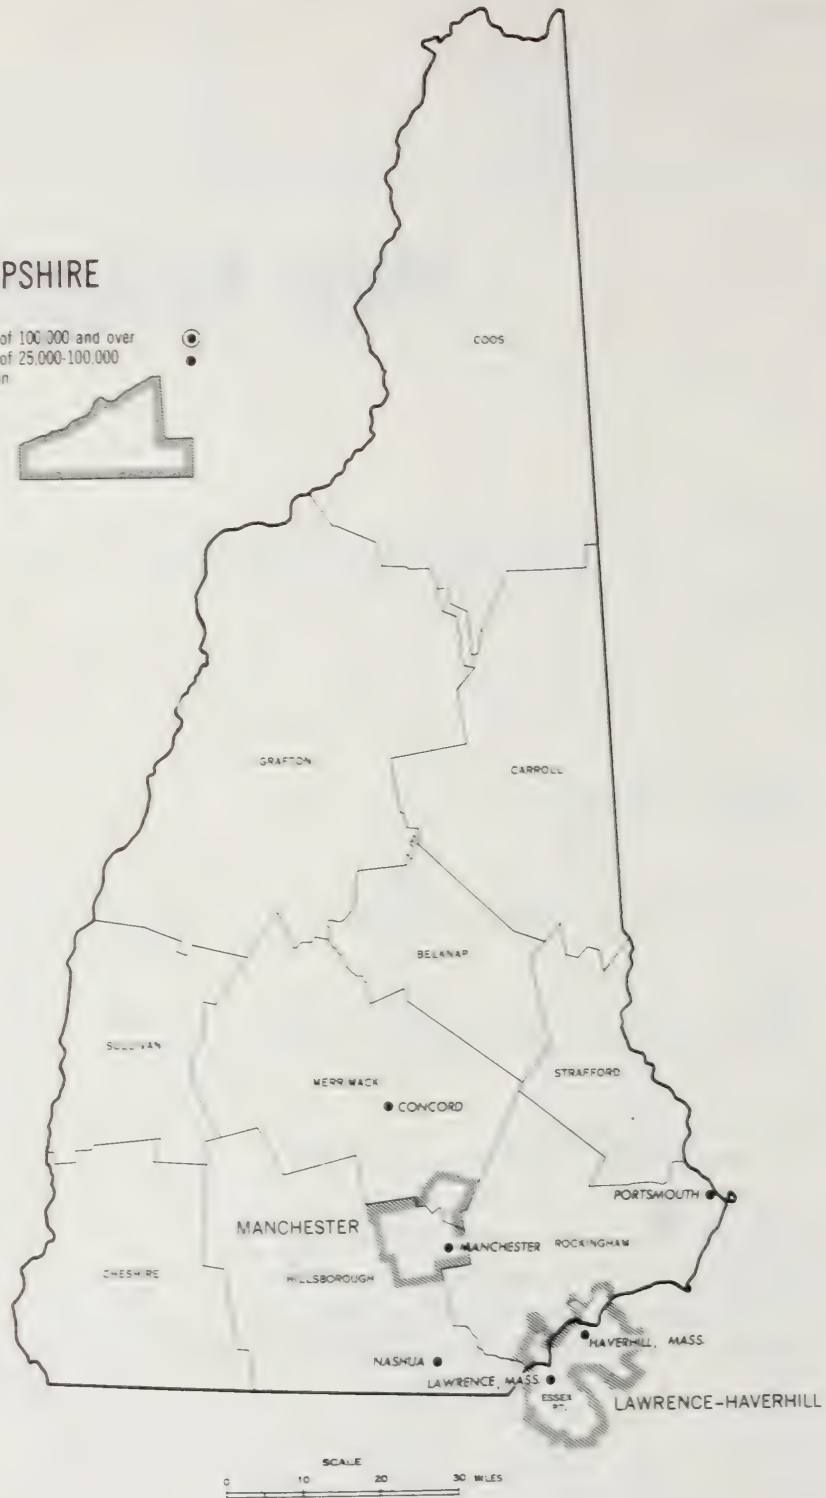 PSHIRE
of 100,000 and over
of 25,000-100,000
n
COOS
GRAFTON
CARROLL
BELKNAP
SULLIVAN
MERRIMACK
STRAFFORD
CONCORD
PORTSMOUTH
MANCHESTER
MANCHESTER
ROCKINGHAM
CHESHIRE
HILLSBOROUGH
HAVERHILL, MASS.
NASHUA
LAWRENCE, MASS.
ESSEX
PT.
LAWRENCE-HAVERHILL
SCALE
0 10 20 30 MILES